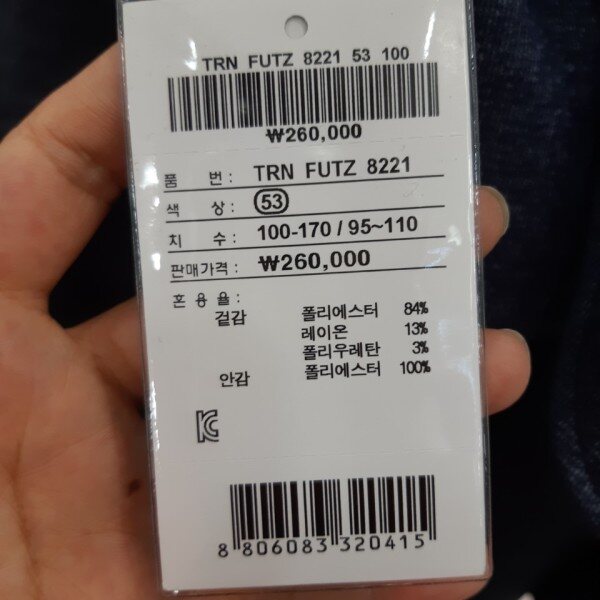 TRN FUTZ 8221 53 100
₩260,000
품 번 : TRN FUTZ 8221
색 상 : 53
치 수 : 100-170 / 95~110
판매가격 : ₩260,000
혼 용 율 :
겉감 폴리에스터 84%
레이온 13%
폴리우레탄 3%
안감 폴리에스터 100%
KC
8 806083 320415